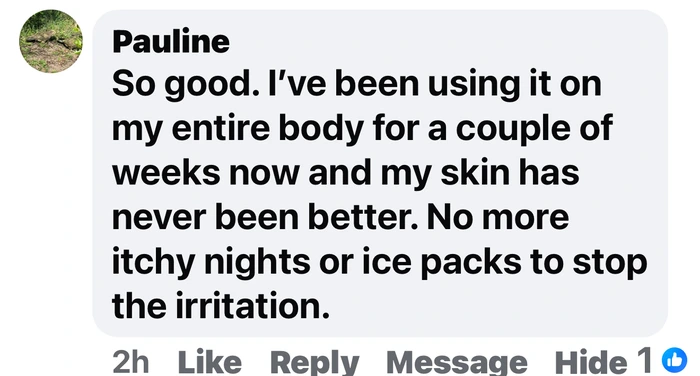 Pauline
So good. I've been using it on
my entire body for a couple of
weeks now and my skin has
never been better. No more
itchy nights or ice packs to stop
the irritation.
2h Like Reply Message Hide 1